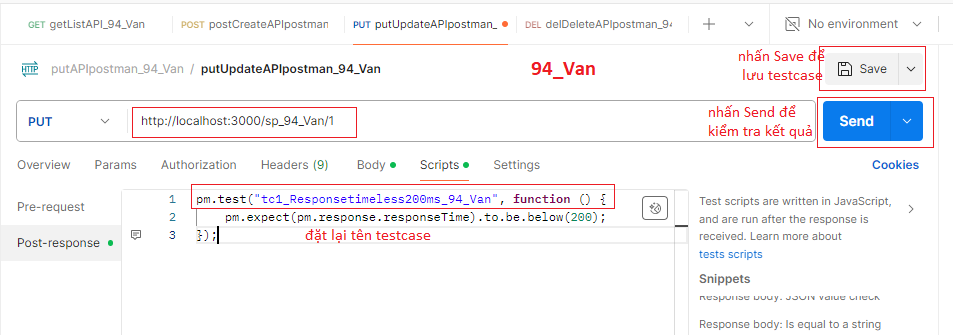 GET getListAPI_94_Van
POST postCreateAPIpostman
PUT putUpdateAPIpostman_
DEL delDeleteAPIpostman_94
No environment
HTTP putAPIpostman_94_Van / putUpdateAPIpostman_94_Van
94_Van
nhấn Save để
lưu testcase
Save
PUT
http://localhost:3000/sp_94_Van/1
nhấn Send để
kiểm tra kết quả
Send
Overview Params Authorization Headers (9) Body Scripts Settings Cookies
Pre-request
Post-response
1 pm.test("tc1_Responsetimeless200ms_94_Van", function () {
2 pm.expect(pm.response.responseTime).to.be.below(200);
3 });
đặt lại tên testcase
Test scripts are written in JavaScript,
and are run after the response is
received. Learn more about
tests scripts
Snippets
Response body: JSON value check
Response body: Is equal to a string